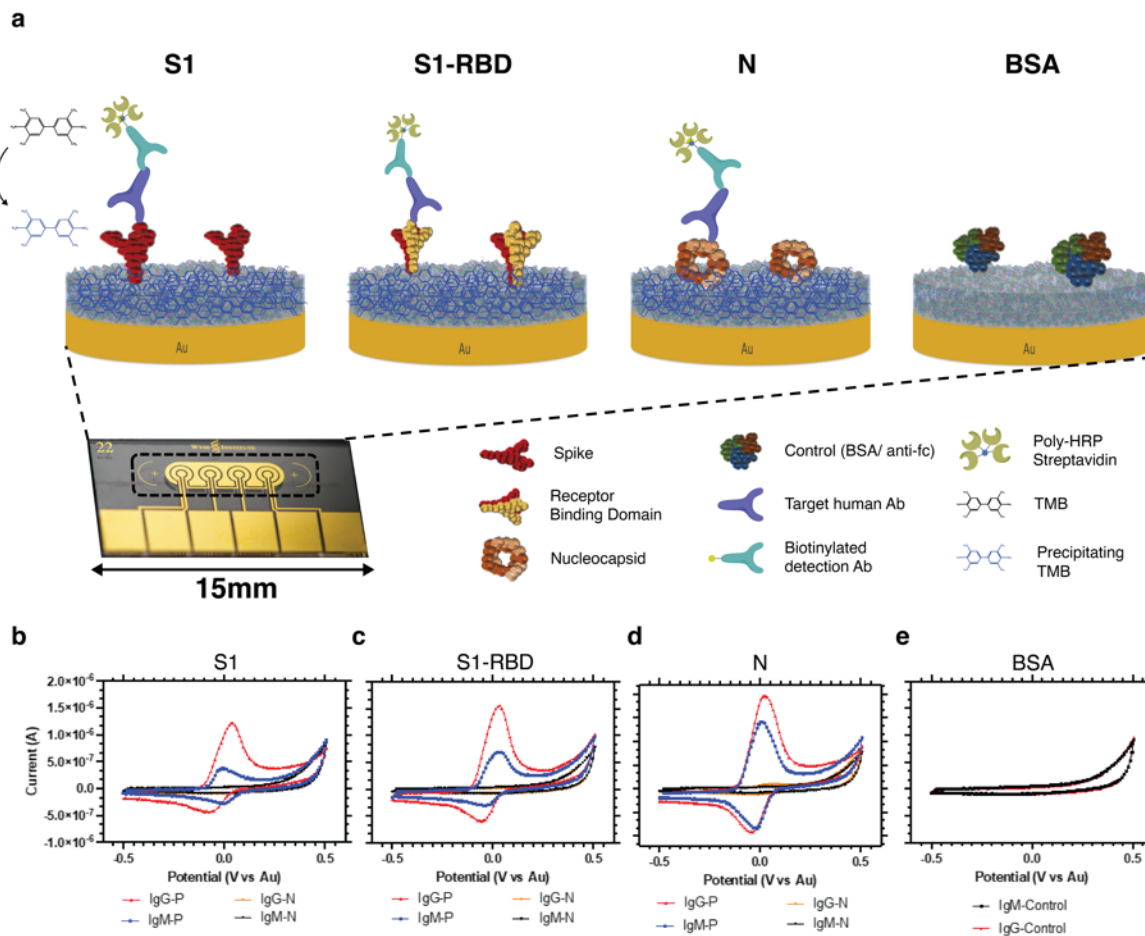 a
S1 S1-RBD N BSA
Au Au Au Au
22
WYSS INSTITUTE
15mm
Spike
Receptor
Binding Domain
Nucleocapsid
Control (BSA/ anti-fc)
Target human Ab
Biotinylated
detection Ab
Poly-HRP
Streptavidin
TMB
Precipitating
TMB
b c d e
S1 S1-RBD N BSA
Current (A)
2.0×10⁻⁶
1.5×10⁻⁶
1.0×10⁻⁶
5.0×10⁻⁷
0.0
-5.0×10⁻⁷
-1.0×10⁻⁶
-0.5 0.0 0.5 -0.5 0.0 0.5 -0.5 0.0 0.5 -0.5 0.0 0.5
Potential (V vs Au) Potential (V vs Au) Potential (V vs Au) Potential (V vs Au)
IgG-P IgG-N IgG-P IgG-N IgG-P IgG-N IgM-Control
IgM-P IgM-N IgM-P IgM-N IgM-P IgM-N IgG-Control